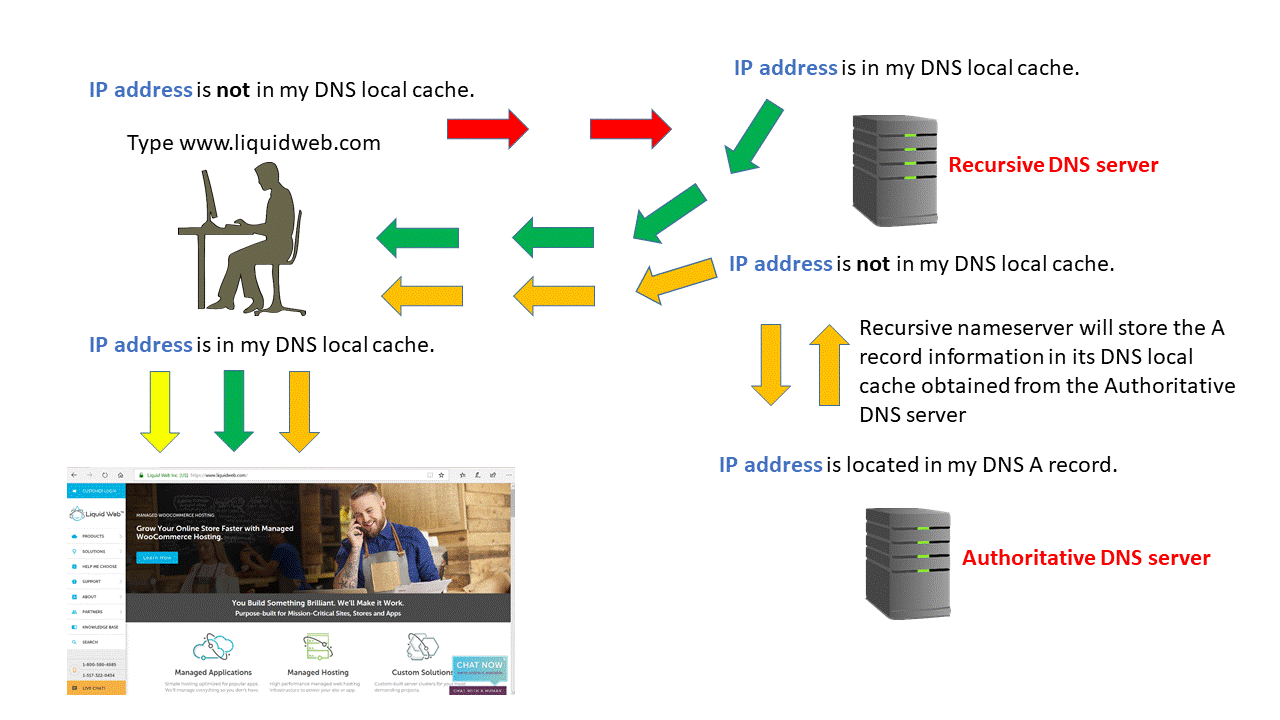 IP address is not in my DNS local cache.
Type www.liquidweb.com
IP address is in my DNS local cache.
Recursive DNS server
IP address is not in my DNS local cache.
Recursive nameserver will store the A
record information in its DNS local
cache obtained from the Authoritative
DNS server
IP address is located in my DNS A record.
Authoritative DNS server
IP address is in my DNS local cache.
Liquid Web Inc. [US] https://www.liquidweb.com/
CUSTOMER LOGIN
Liquid Web
PRODUCTS
SOLUTIONS
HELP ME CHOOSE
SUPPORT
ABOUT
PARTNERS
KNOWLEDGE BASE
SEARCH
1-800-580-4985
1-517-322-0434
LIVE CHAT!
MANAGED WOOCOMMERCE HOSTING
Grow Your Online Store Faster with Managed
WooCommerce Hosting.
Learn More
You Build Something Brilliant. We'll Make it Work.
Purpose-built for Mission-Critical Sites, Stores and Apps
Managed Applications
Simple hosting optimized for popular apps
We'll manage everything so you don't have
Managed Hosting
High performance managed web hosting
infrastructure to power your site or app
Custom Solutions
Custom-built server clusters for your most
demanding projects.
CHAT NOW
CHAT WITH A HUMAN